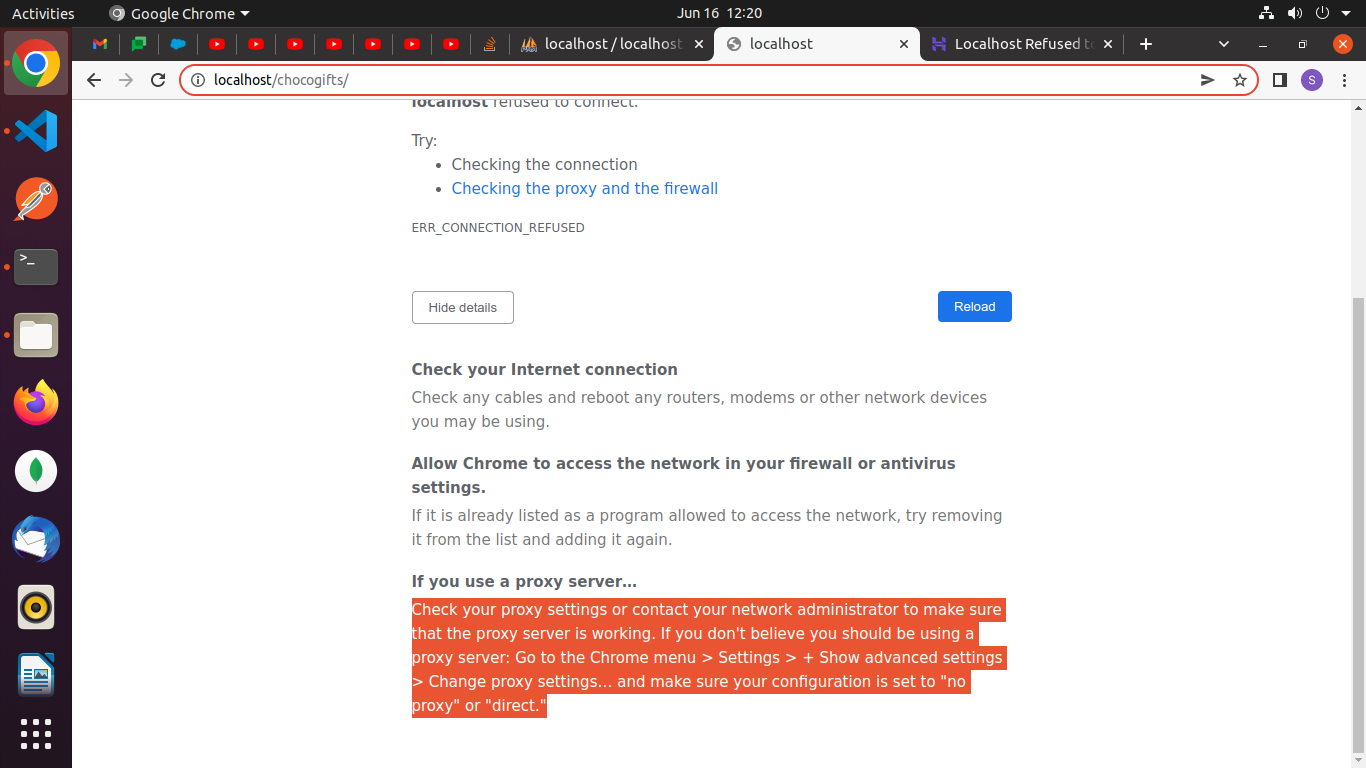 Activities
Google Chrome
Jun 16 12:20
localhost / localhost
localhost
Localhost Refused to
localhost/chocogifts/
S
localhost refused to connect.
Try:
• Checking the connection
• Checking the proxy and the firewall
ERR_CONNECTION_REFUSED
Hide details
Reload
Check your Internet connection
Check any cables and reboot any routers, modems or other network devices
you may be using.
Allow Chrome to access the network in your firewall or antivirus
settings.
If it is already listed as a program allowed to access the network, try removing
it from the list and adding it again.
If you use a proxy server…
Check your proxy settings or contact your network administrator to make sure
that the proxy server is working. If you don't believe you should be using a
proxy server: Go to the Chrome menu > Settings > + Show advanced settings
> Change proxy settings… and make sure your configuration is set to "no
proxy" or "direct."